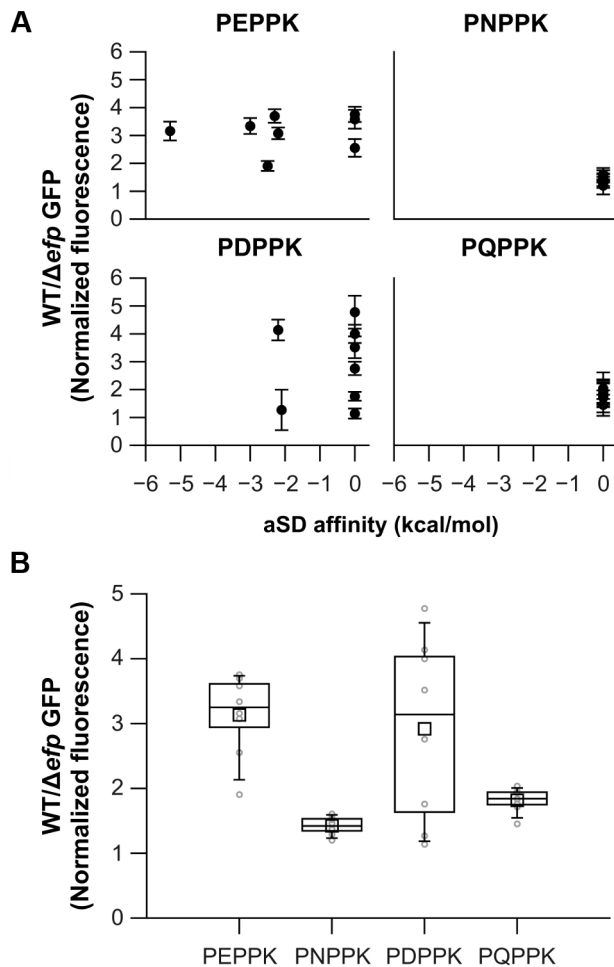 A
PEPPK
PNPPK
WT/Δefp GFP
(Normalized fluorescence)
6
5
4
3
2
1
0
PDPPK
PQPPK
6
5
4
3
2
1
0
−6 −5 −4 −3 −2 −1 0
−6 −5 −4 −3 −2 −1 0
aSD affinity (kcal/mol)
B
WT/Δefp GFP
(Normalized fluorescence)
5
4
3
2
1
0
PEPPK PNPPK PDPPK PQPPK